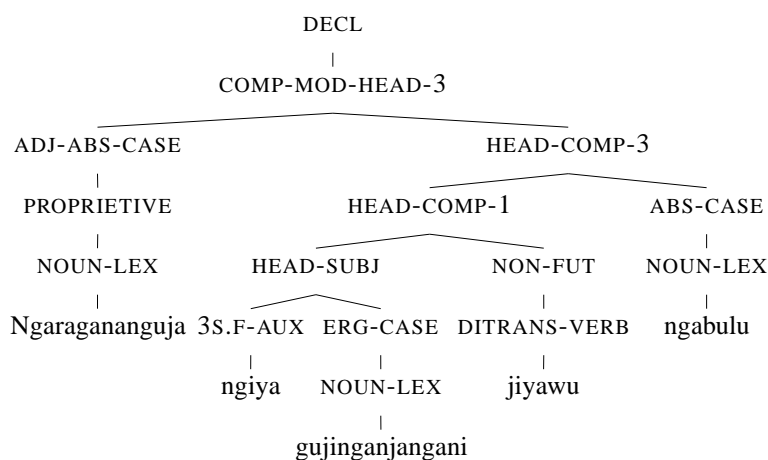 DECL
COMP-MOD-HEAD-3
ADJ-ABS-CASE HEAD-COMP-3
PROPRIETIVE HEAD-COMP-1 ABS-CASE
NOUN-LEX HEAD-SUBJ NON-FUT NOUN-LEX
Ngaragananguja 3S.F-AUX ERG-CASE DITRANS-VERB ngabulu
ngiya NOUN-LEX jiyawu
gujinganjangani